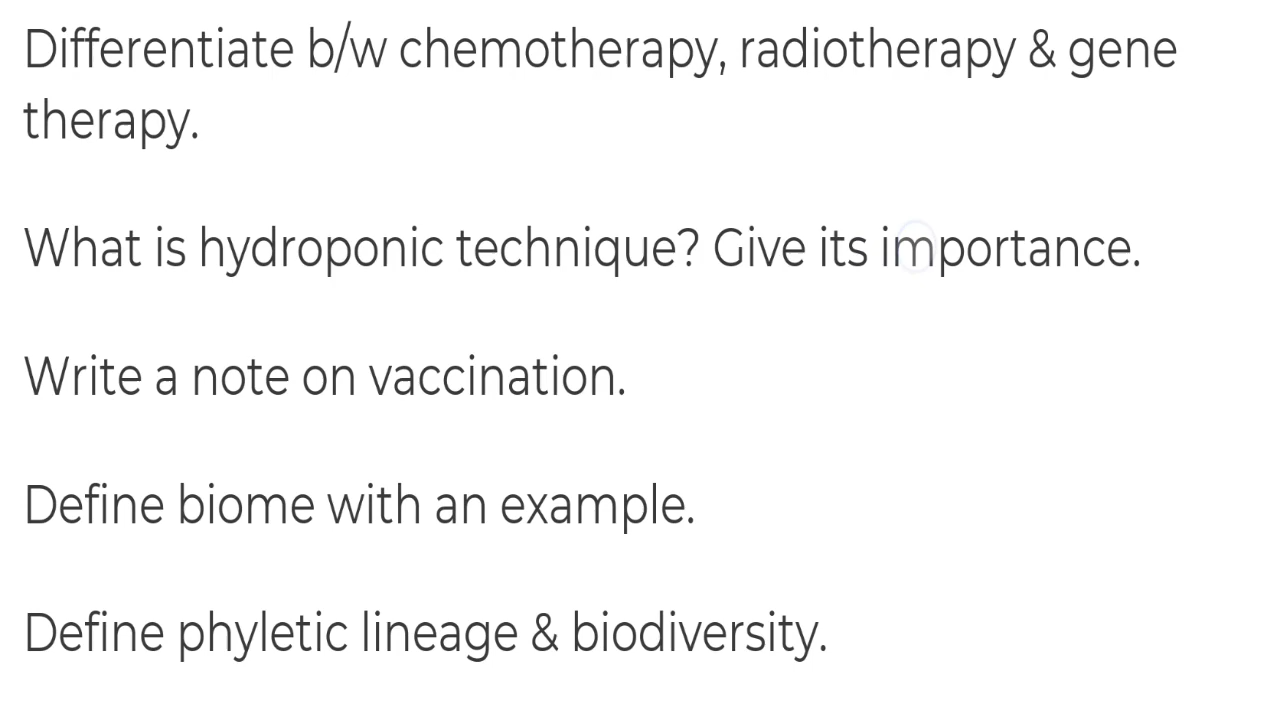 Differentiate b/w chemotherapy, radiotherapy & gene
therapy.
What is hydroponic technique? Give its importance.
Write a note on vaccination.
Define biome with an example.
Define phyletic lineage & biodiversity.